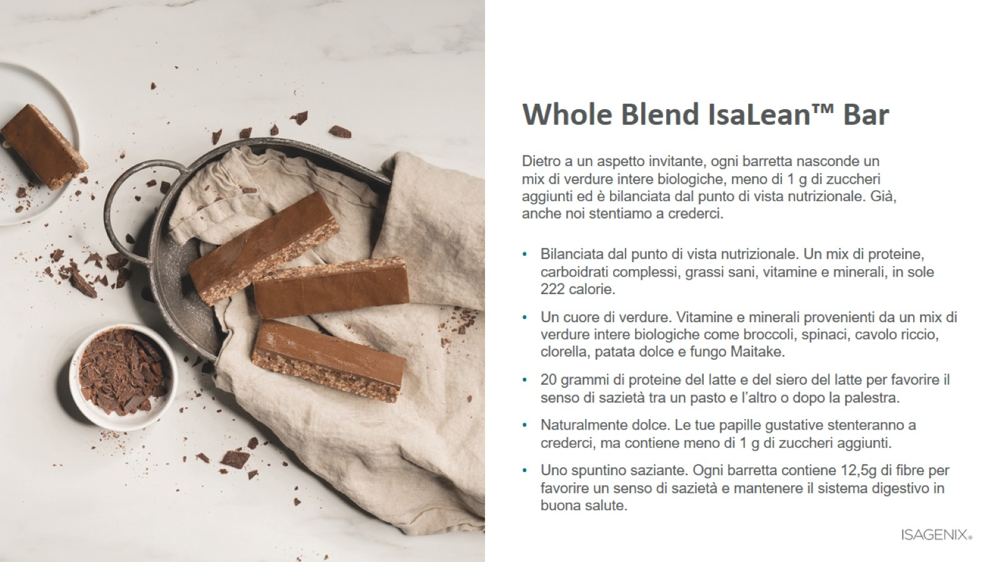 Whole Blend IsaLean™ Bar
Dietro a un aspetto invitante, ogni barretta nasconde un
mix di verdure intere biologiche, meno di 1 g di zuccheri
aggiunti ed è bilanciata dal punto di vista nutrizionale. Già,
anche noi stentiamo a crederci.
• Bilanciata dal punto di vista nutrizionale. Un mix di proteine,
carboidrati complessi, grassi sani, vitamine e minerali, in sole
222 calorie.
• Un cuore di verdure. Vitamine e minerali provenienti da un mix di
verdure intere biologiche come broccoli, spinaci, cavolo riccio,
clorella, patata dolce e fungo Maitake.
• 20 grammi di proteine del latte e del siero del latte per favorire il
senso di sazietà tra un pasto e l’altro o dopo la palestra.
• Naturalmente dolce. Le tue papille gustative stenteranno a
crederci, ma contiene meno di 1 g di zuccheri aggiunti.
• Uno spuntino saziante. Ogni barretta contiene 12,5g di fibre per
favorire un senso di sazietà e mantenere il sistema digestivo in
buona salute.
ISAGENIX®